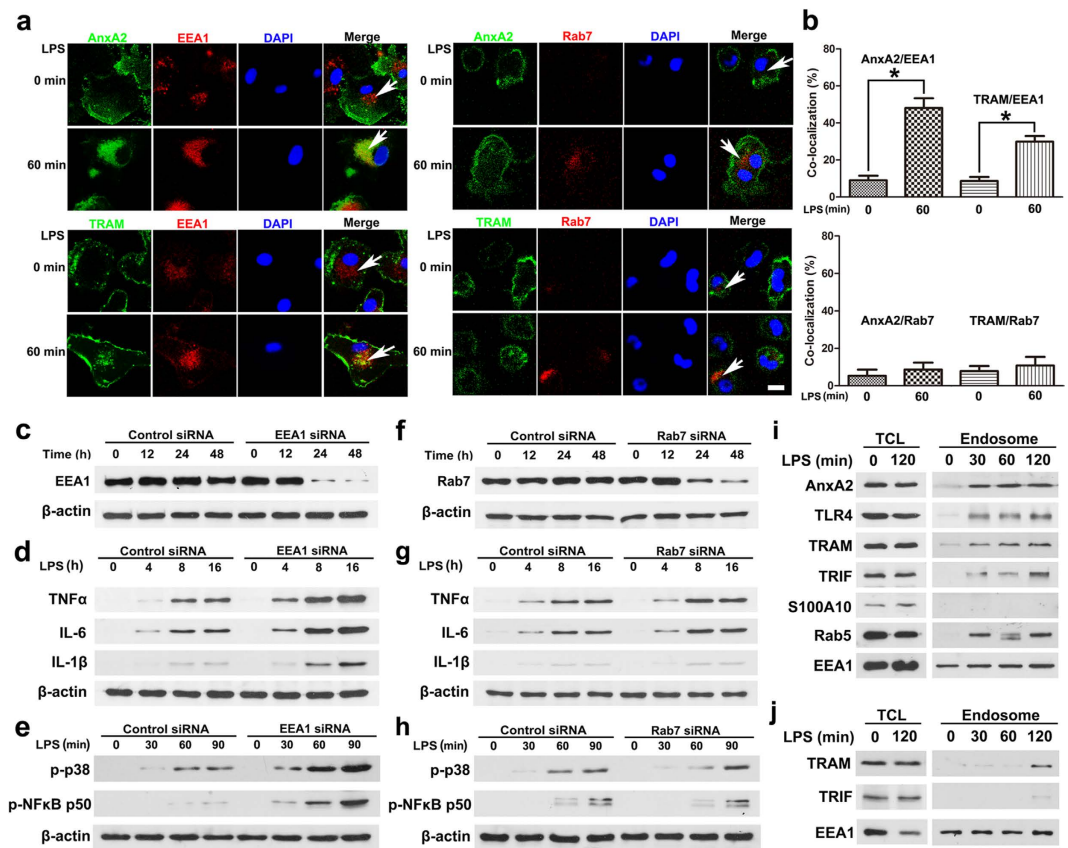 a
LPS AnxA2 EEA1 DAPI Merge
0 min
60 min
LPS AnxA2 Rab7 DAPI Merge
0 min
60 min
LPS TRAM EEA1 DAPI Merge
0 min
60 min
LPS TRAM Rab7 DAPI Merge
0 min
60 min
b
Co-localization (%)
80
60
40
20
0
AnxA2/EEA1
*
TRAM/EEA1
*
LPS (min) 0 60 0 60
Co-localization (%)
80
60
40
20
0
AnxA2/Rab7 TRAM/Rab7
LPS (min) 0 60 0 60
c
Control siRNA EEA1 siRNA
Time (h) 0 12 24 48 0 12 24 48
EEA1
β-actin
d
Control siRNA EEA1 siRNA
LPS (h) 0 4 8 16 0 4 8 16
TNFα
IL-6
IL-1β
β-actin
e
Control siRNA EEA1 siRNA
LPS (min) 0 30 60 90 0 30 60 90
p-p38
p-NFκB p50
β-actin
f
Control siRNA Rab7 siRNA
Time (h) 0 12 24 48 0 12 24 48
Rab7
β-actin
g
Control siRNA Rab7 siRNA
LPS (h) 0 4 8 16 0 4 8 16
TNFα
IL-6
IL-1β
β-actin
h
Control siRNA Rab7 siRNA
LPS (min) 0 30 60 90 0 30 60 90
p-p38
p-NFκB p50
β-actin
i
TCL Endosome
LPS (min) 0 120 0 30 60 120
AnxA2
TLR4
TRAM
TRIF
S100A10
Rab5
EEA1
j
TCL Endosome
LPS (min) 0 120 0 30 60 120
TRAM
TRIF
EEA1